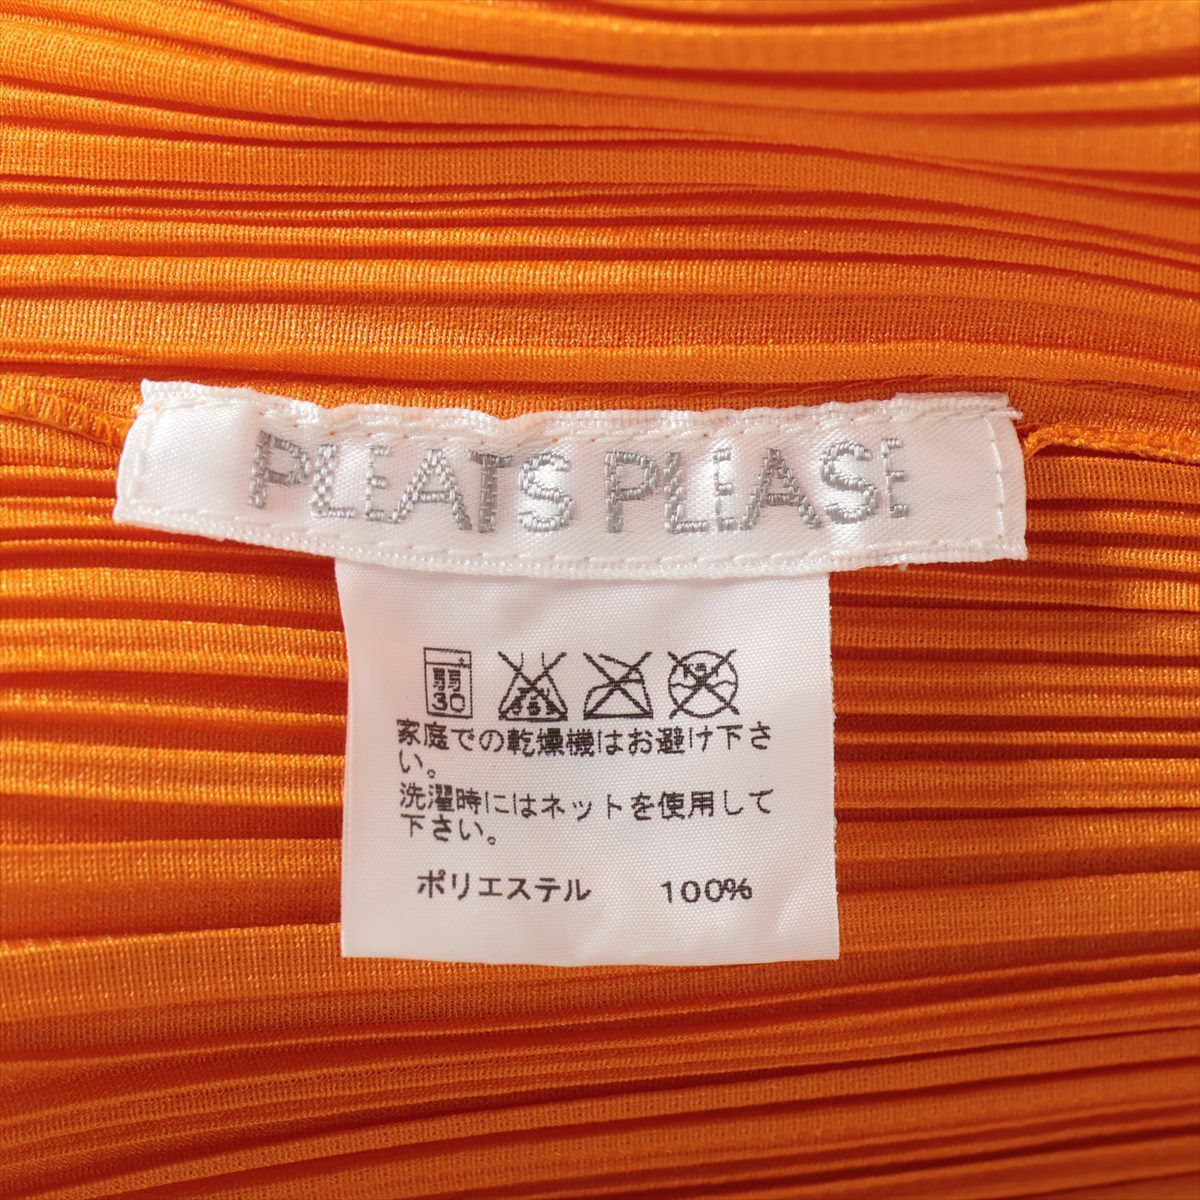 PLEATS PLEASE
弱
30
家庭での乾燥機はお避け下さ
い。
洗濯時にはネットを使用して
下さい。
ポリエステル 100%